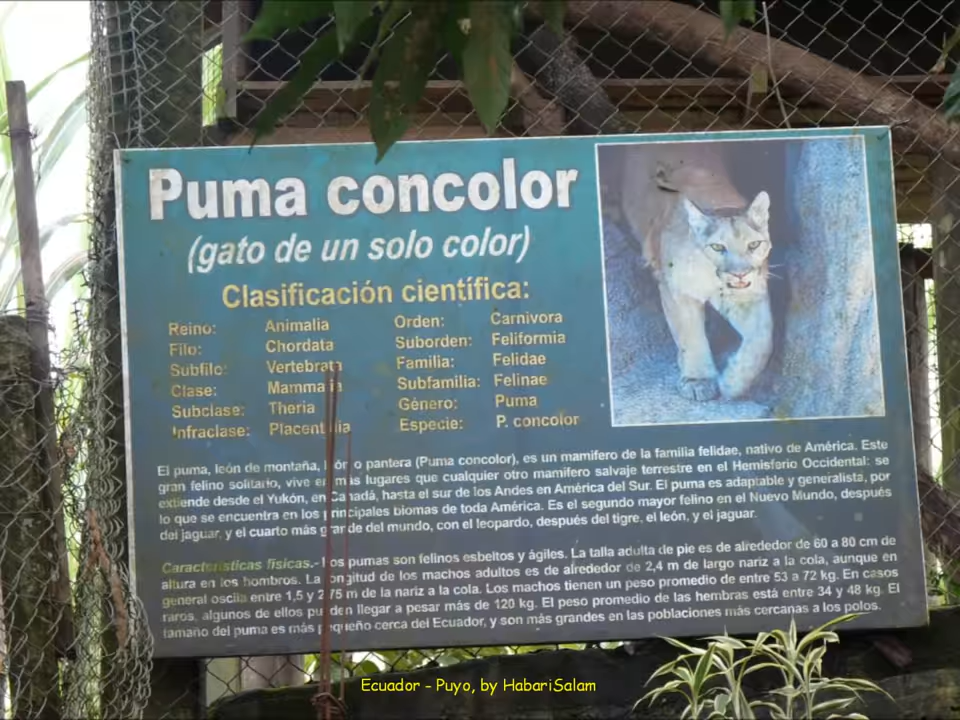 Puma concolor
(gato de un solo color)
Clasificación científica:
Reino: Animalia Orden: Carnivora
Filo: Chordata Suborden: Feliformia
Subfilo: Vertebrata Familia: Felidae
Clase: Mammalia Subfamilia: Felinae
Subclase: Theria Género: Puma
Infraclase: Placentalia Especie: P. concolor
El puma, león de montaña, o pantera (Puma concolor), es un mamífero de la familia felidae, nativo de América. Este
gran felino solitario, vive en más lugares que cualquier otro mamífero salvaje terrestre en el Hemisferio Occidental: se
extiende desde el Yukón, en Canadá, hasta el sur de los Andes en América del Sur. El puma es adaptable y generalista, por
lo que se encuentra en los principales biomas de toda América. Es el segundo mayor felino en el Nuevo Mundo, después
del jaguar, y el cuarto más grande del mundo, con el leopardo, después del tigre, el león, y el jaguar.
Características físicas.- Los pumas son felinos esbeltos y ágiles. La talla adulta de pie es de alrededor de 60 a 80 cm de
altura en los hombros. La longitud de los machos adultos es de alrededor de 2,4 m de largo nariz a la cola, aunque en
general oscila entre 1,5 y 2,75 m de la nariz a la cola. Los machos tienen un peso promedio de entre 53 a 72 kg. En casos
raros, algunos de ellos pueden llegar a pesar más de 120 kg. El peso promedio de las hembras está entre 34 y 48 kg. El
tamaño del puma es más pequeño cerca del Ecuador, y son más grandes en las poblaciones más cercanas a los polos.
Ecuador - Puyo, by HabariSalam